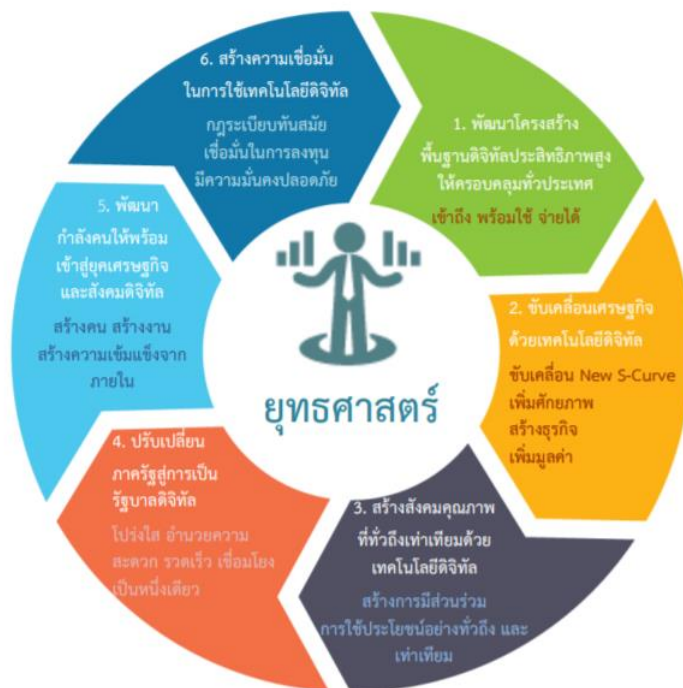 1. พัฒนาโครงสร้าง
พื้นฐานดิจิทัลประสิทธิภาพสูง
ให้ครอบคลุมทั่วประเทศ
เข้าถึง พร้อมใช้ จ่ายได้
2. ขับเคลื่อนเศรษฐกิจ
ด้วยเทคโนโลยีดิจิทัล
ขับเคลื่อน New S-Curve
เพิ่มศักยภาพ
สร้างธุรกิจ
เพิ่มมูลค่า
3. สร้างสังคมคุณภาพ
ที่ทั่วถึงเท่าเทียมด้วย
เทคโนโลยีดิจิทัล
สร้างการมีส่วนร่วม
การใช้ประโยชน์อย่างทั่วถึง และ
เท่าเทียม
4. ปรับเปลี่ยน
ภาครัฐสู่การเป็น
รัฐบาลดิจิทัล
โปร่งใส อำนวยความ
สะดวก รวดเร็ว เชื่อมโยง
เป็นหนึ่งเดียว
5. พัฒนา
กำลังคนให้พร้อม
เข้าสู่ยุคเศรษฐกิจ
และสังคมดิจิทัล
สร้างคน สร้างงาน
สร้างความเข้มแข็งจาก
ภายใน
6. สร้างความเชื่อมั่น
ในการใช้เทคโนโลยีดิจิทัล
กฎระเบียบทันสมัย
เชื่อมั่นในการลงทุน
มีความมั่นคงปลอดภัย
ยุทธศาสตร์